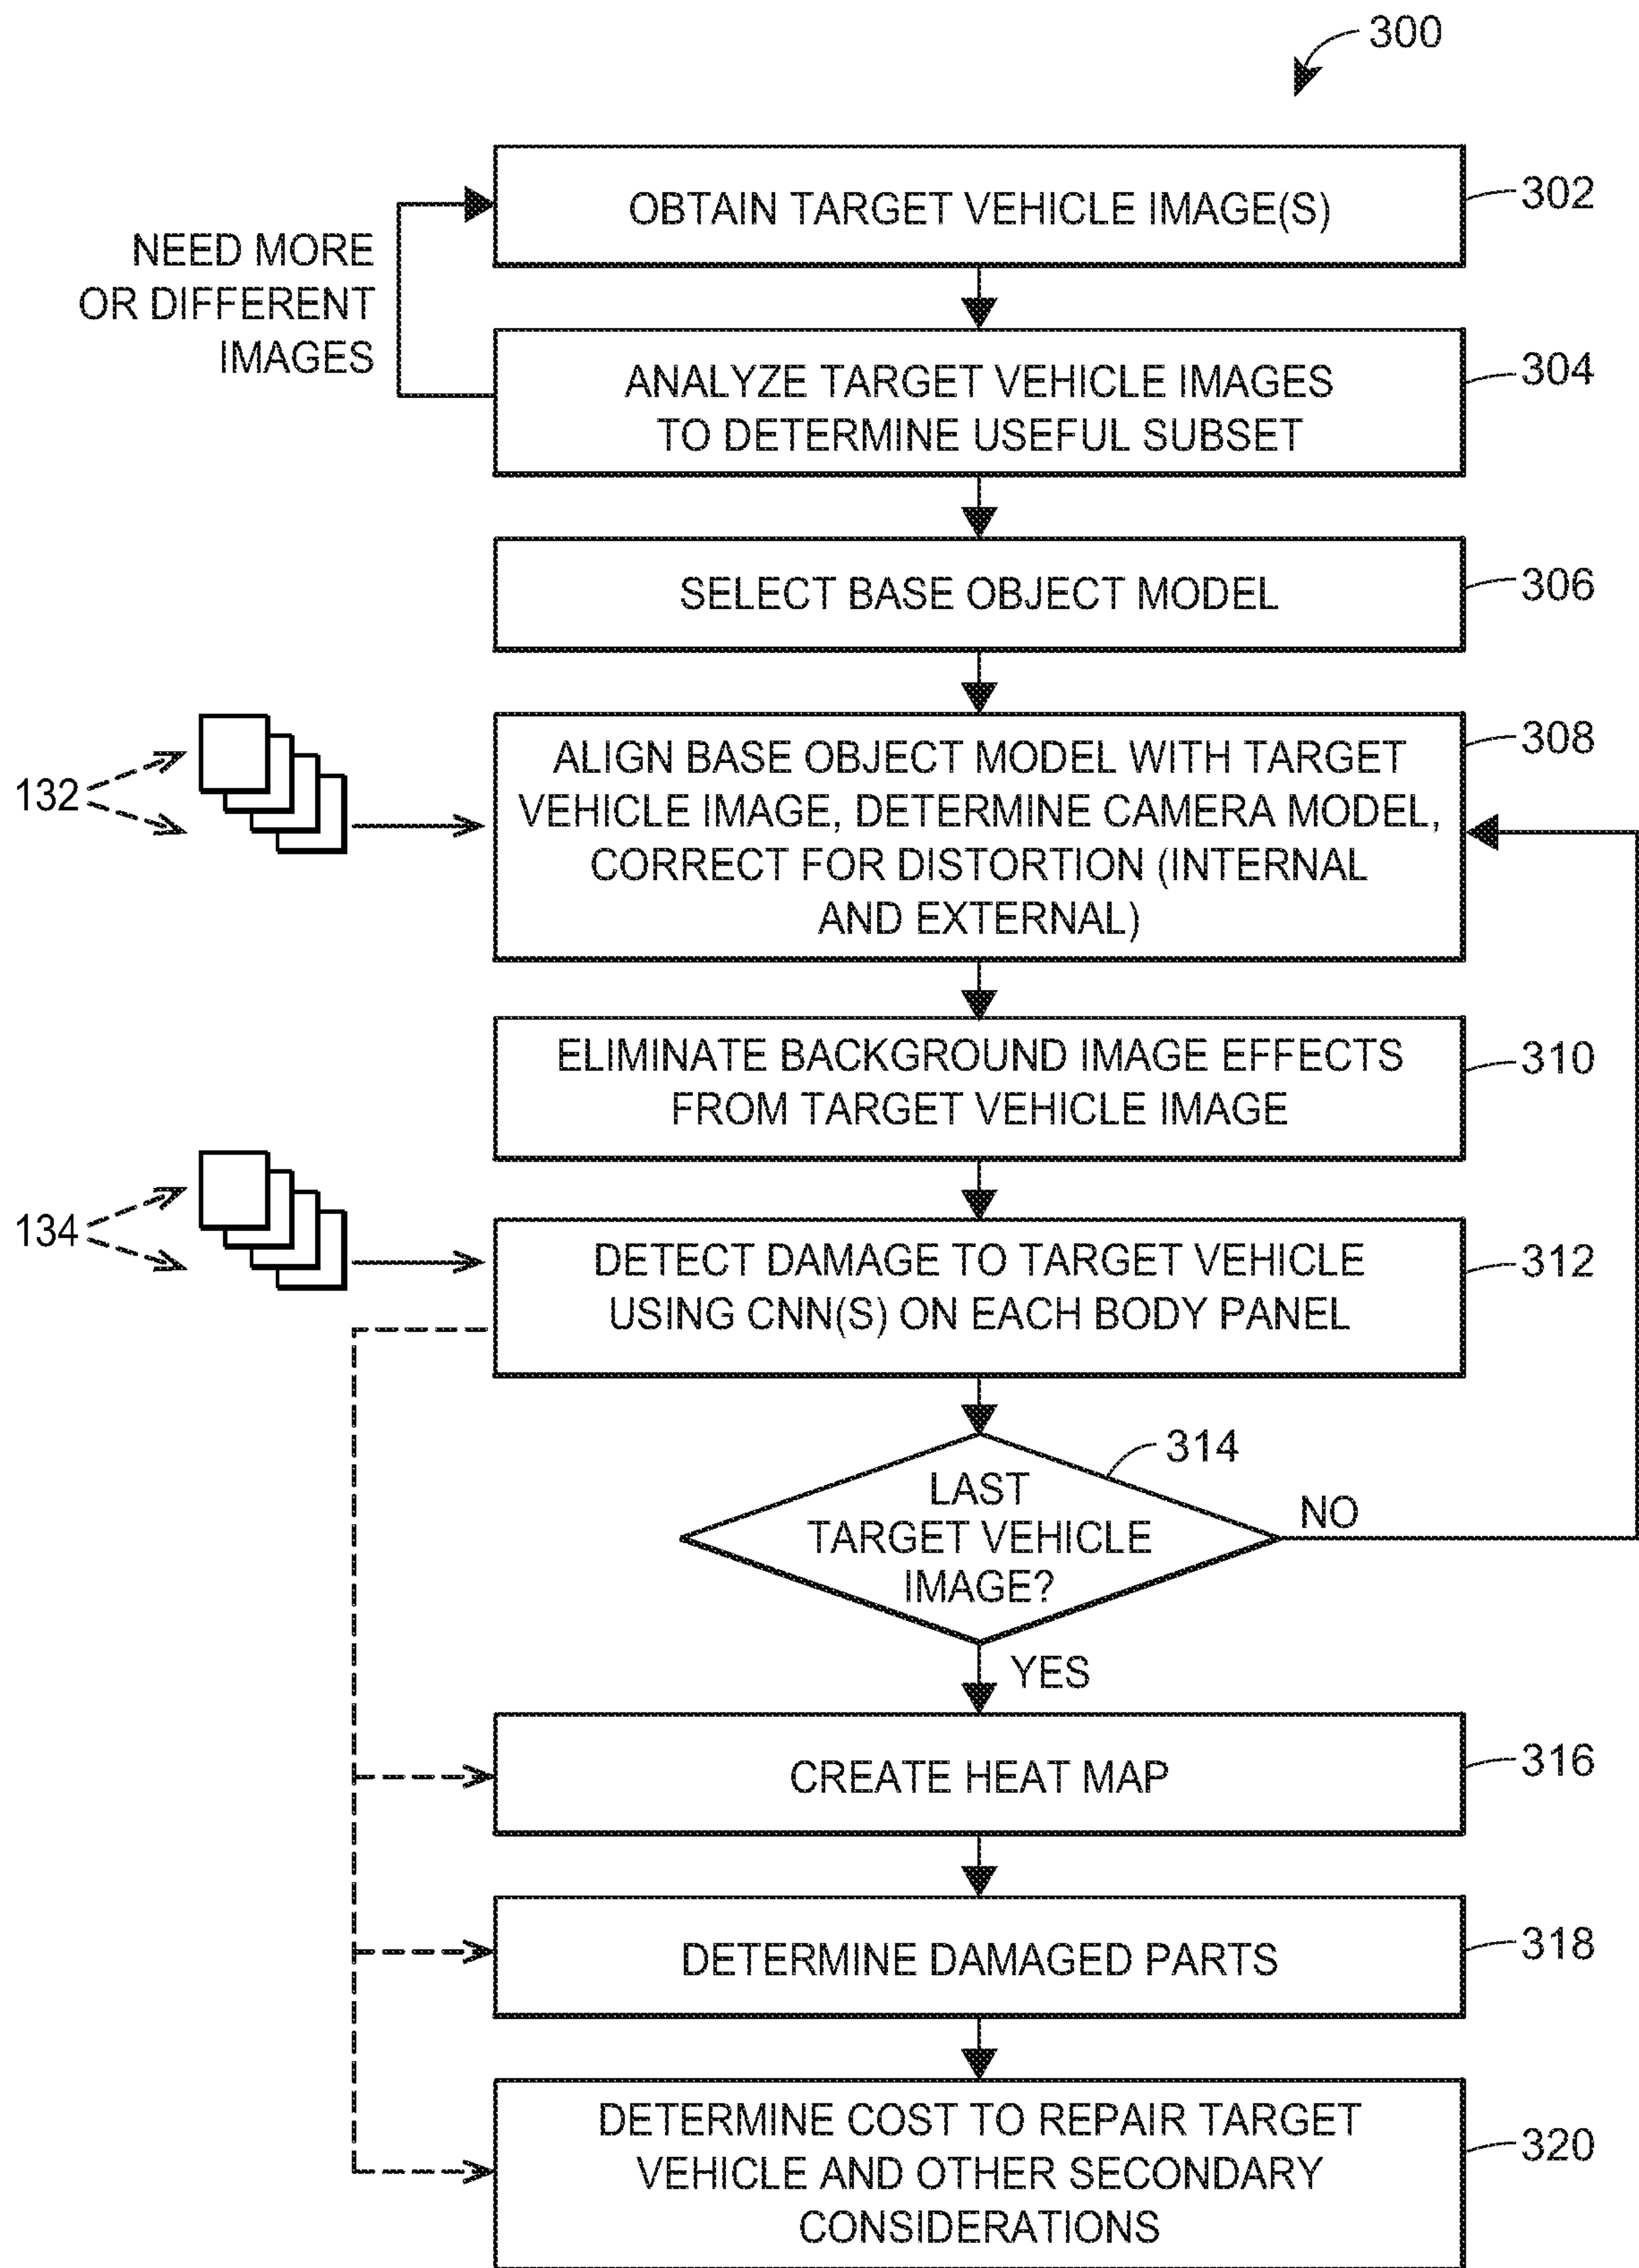 300
OBTAIN TARGET VEHICLE IMAGE(S)
302
NEED MORE
OR DIFFERENT
IMAGES
ANALYZE TARGET VEHICLE IMAGES
TO DETERMINE USEFUL SUBSET
304
SELECT BASE OBJECT MODEL
306
132
ALIGN BASE OBJECT MODEL WITH TARGET
VEHICLE IMAGE, DETERMINE CAMERA MODEL,
CORRECT FOR DISTORTION (INTERNAL
AND EXTERNAL)
308
ELIMINATE BACKGROUND IMAGE EFFECTS
FROM TARGET VEHICLE IMAGE
310
134
DETECT DAMAGE TO TARGET VEHICLE
USING CNN(S) ON EACH BODY PANEL
312
314
LAST
TARGET VEHICLE
IMAGE?
NO
YES
CREATE HEAT MAP
316
DETERMINE DAMAGED PARTS
318
DETERMINE COST TO REPAIR TARGET
VEHICLE AND OTHER SECONDARY
CONSIDERATIONS
320